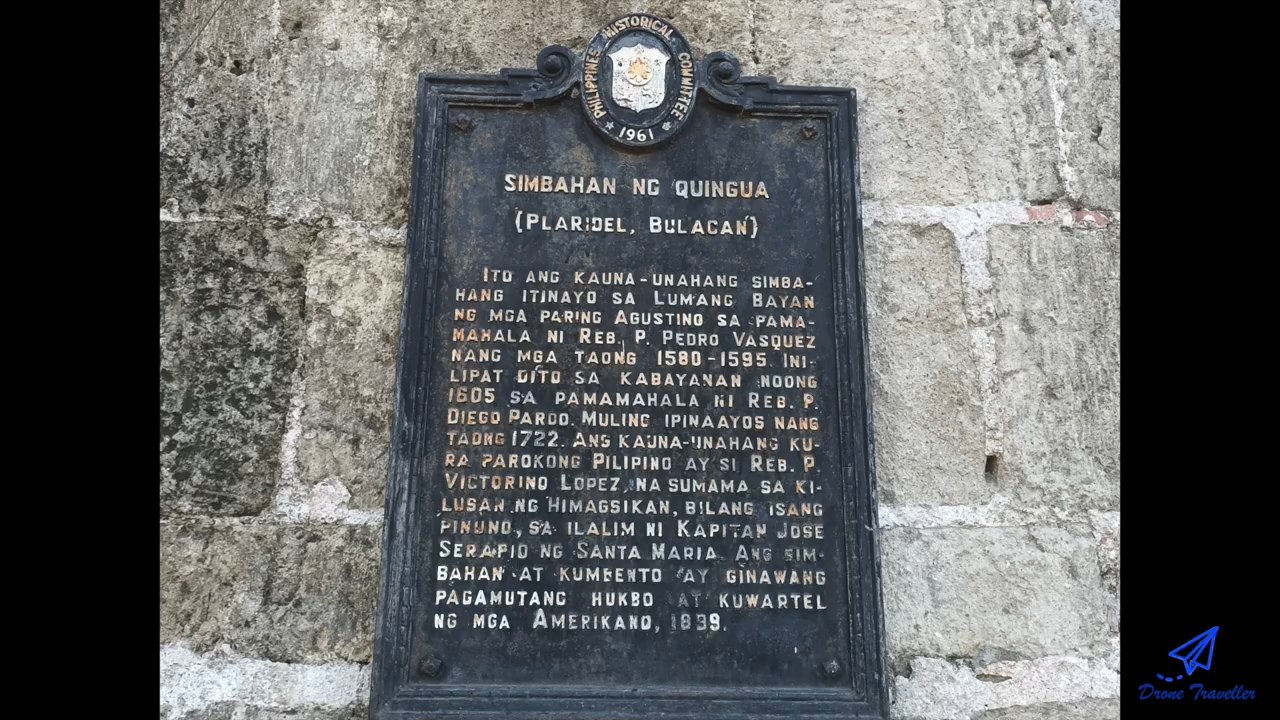 PHILIPPINES HISTORICAL COMMITTEE
1961
SIMBAHAN NG QUINGUA
(PLARIDEL, BULACAN)
ITO ANG KAUNA-UNAHANG SIMBA-
HANG ITINAYO SA LUMANG BAYAN
NG MGA PARING AGUSTINO SA PAMA-
MAHALA NI REB. P. PEDRO VASQUEZ
NANG MGA TAONG 1580-1595. INI-
LIPAT DITO SA KABAYANAN NOONG
1605 SA PAMAMAHALA NI REB. P.
DIEGO PARDO. MULING IPINAAYOS NANG
TAONG 1722. ANG KAUNA-UNAHANG KU-
RA PAROKONG PILIPINO AY SI REB. P.
VICTORINO LOPEZ, NA SUMAMA SA KI-
LUSAN NG HIMAGSIKAN, BILANG ISANG
PINUNO, SA ILALIM NI KAPITAN JOSE
SERAPIO NG SANTA MARIA. ANG SIM-
BAHAN AT KUMBENTO AY GINAWANG
PAGAMUTANG HUKBO AT KUWARTEL
NG MGA AMERIKANO, 1899.
Drone Traveller